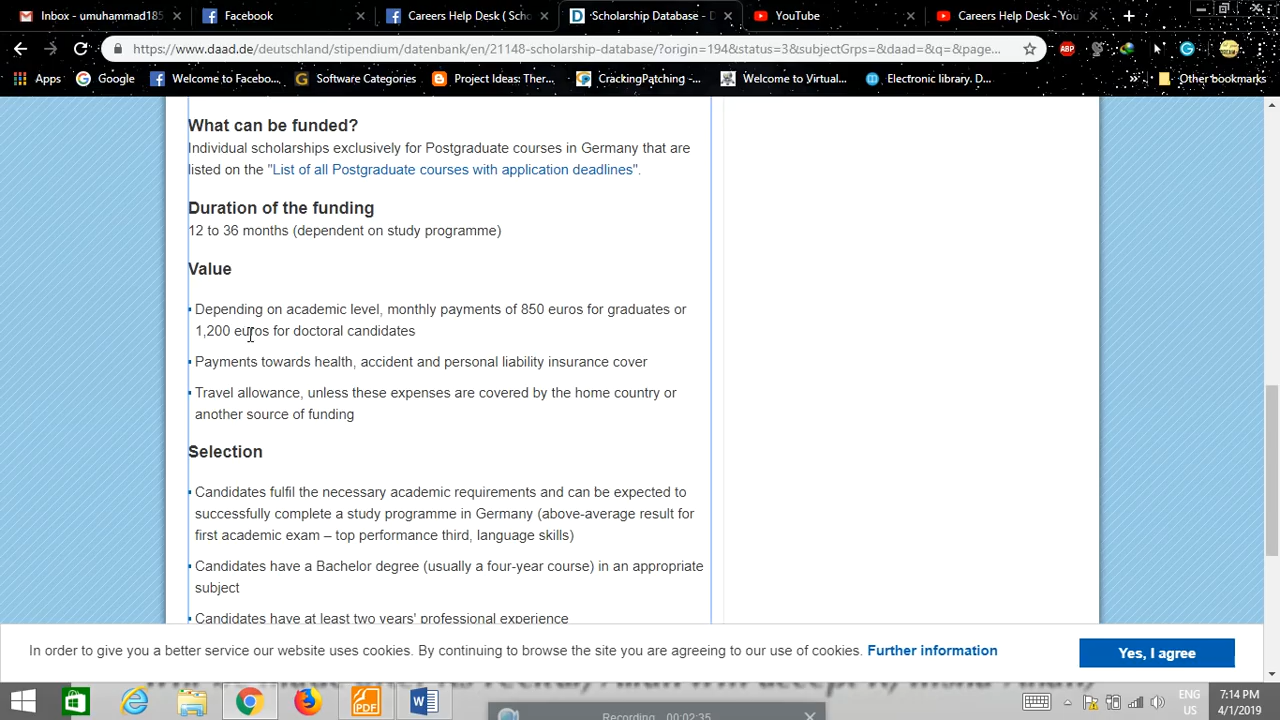 Inbox - umuhammad185
Facebook
Careers Help Desk ( Scho
Scholarship Database - D
YouTube
Careers Help Desk - You
https://www.daad.de/deutschland/stipendium/datenbank/en/21148-scholarship-database/?origin=194&status=3&subjectGrps=&daad=&q=&page...
ABP
Apps
Google
Welcome to Facebo...
Software Categories
Project Ideas: Ther...
CrackingPatching -...
Welcome to Virtual...
Electronic library. D...
Other bookmarks
What can be funded?
Individual scholarships exclusively for Postgraduate courses in Germany that are
listed on the "List of all Postgraduate courses with application deadlines".
Duration of the funding
12 to 36 months (dependent on study programme)
Value
Depending on academic level, monthly payments of 850 euros for graduates or
1,200 euros for doctoral candidates
Payments towards health, accident and personal liability insurance cover
Travel allowance, unless these expenses are covered by the home country or
another source of funding
Selection
Candidates fulfil the necessary academic requirements and can be expected to
successfully complete a study programme in Germany (above-average result for
first academic exam – top performance third, language skills)
Candidates have a Bachelor degree (usually a four-year course) in an appropriate
subject
Candidates have at least two years' professional experience
In order to give you a better service our website uses cookies. By continuing to browse the site you are agreeing to our use of cookies. Further information
Yes, I agree
PDF
ENG
US
7:14 PM
4/1/2019
Recording 00:02:35